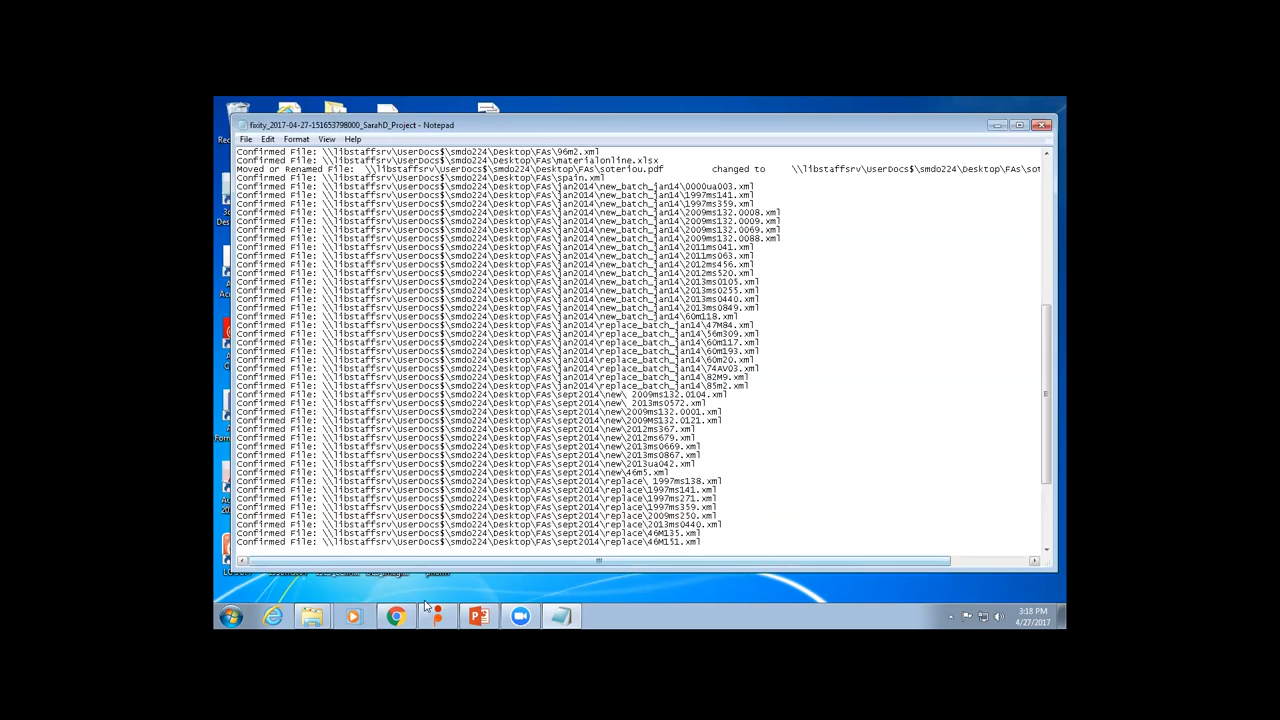 fixity_2017-04-27-151653798000_SarahD_Project - Notepad
File Edit Format View Help
Confirmed File: \\libstaffsrv\UserDocs$\smdo224\Desktop\FAs\96m2.xml
Confirmed File: \\libstaffsrv\UserDocs$\smdo224\Desktop\FAs\materialonline.xlsx
Moved or Renamed File: \\libstaffsrv\UserDocs$\smdo224\Desktop\FAs\soteriou.pdf changed to \\libstaffsrv\UserDocs$\smdo224\Desktop\FAs\sot
Confirmed File: \\libstaffsrv\UserDocs$\smdo224\Desktop\FAs\spain.xml
Confirmed File: \\libstaffsrv\UserDocs$\smdo224\Desktop\FAs\jan2014\new_batch_jan14\0000ua003.xml
Confirmed File: \\libstaffsrv\UserDocs$\smdo224\Desktop\FAs\jan2014\new_batch_jan14\1997ms141.xml
Confirmed File: \\libstaffsrv\UserDocs$\smdo224\Desktop\FAs\jan2014\new_batch_jan14\1997ms359.xml
Confirmed File: \\libstaffsrv\UserDocs$\smdo224\Desktop\FAs\jan2014\new_batch_jan14\2009ms132.0008.xml
Confirmed File: \\libstaffsrv\UserDocs$\smdo224\Desktop\FAs\jan2014\new_batch_jan14\2009ms132.0009.xml
Confirmed File: \\libstaffsrv\UserDocs$\smdo224\Desktop\FAs\jan2014\new_batch_jan14\2009ms132.0069.xml
Confirmed File: \\libstaffsrv\UserDocs$\smdo224\Desktop\FAs\jan2014\new_batch_jan14\2009ms132.0088.xml
Confirmed File: \\libstaffsrv\UserDocs$\smdo224\Desktop\FAs\jan2014\new_batch_jan14\2011ms041.xml
Confirmed File: \\libstaffsrv\UserDocs$\smdo224\Desktop\FAs\jan2014\new_batch_jan14\2011ms063.xml
Confirmed File: \\libstaffsrv\UserDocs$\smdo224\Desktop\FAs\jan2014\new_batch_jan14\2012ms456.xml
Confirmed File: \\libstaffsrv\UserDocs$\smdo224\Desktop\FAs\jan2014\new_batch_jan14\2012ms520.xml
Confirmed File: \\libstaffsrv\UserDocs$\smdo224\Desktop\FAs\jan2014\new_batch_jan14\2013ms0105.xml
Confirmed File: \\libstaffsrv\UserDocs$\smdo224\Desktop\FAs\jan2014\new_batch_jan14\2013ms0255.xml
Confirmed File: \\libstaffsrv\UserDocs$\smdo224\Desktop\FAs\jan2014\new_batch_jan14\2013ms0440.xml
Confirmed File: \\libstaffsrv\UserDocs$\smdo224\Desktop\FAs\jan2014\new_batch_jan14\2013ms0849.xml
Confirmed File: \\libstaffsrv\UserDocs$\smdo224\Desktop\FAs\jan2014\new_batch_jan14\60m118.xml
Confirmed File: \\libstaffsrv\UserDocs$\smdo224\Desktop\FAs\jan2014\replace_batch_jan14\47M84.xml
Confirmed File: \\libstaffsrv\UserDocs$\smdo224\Desktop\FAs\jan2014\replace_batch_jan14\56m309.xml
Confirmed File: \\libstaffsrv\UserDocs$\smdo224\Desktop\FAs\jan2014\replace_batch_jan14\60m117.xml
Confirmed File: \\libstaffsrv\UserDocs$\smdo224\Desktop\FAs\jan2014\replace_batch_jan14\60m193.xml
Confirmed File: \\libstaffsrv\UserDocs$\smdo224\Desktop\FAs\jan2014\replace_batch_jan14\60m20.xml
Confirmed File: \\libstaffsrv\UserDocs$\smdo224\Desktop\FAs\jan2014\replace_batch_jan14\74AV03.xml
Confirmed File: \\libstaffsrv\UserDocs$\smdo224\Desktop\FAs\jan2014\replace_batch_jan14\82M9.xml
Confirmed File: \\libstaffsrv\UserDocs$\smdo224\Desktop\FAs\jan2014\replace_batch_jan14\85m2.xml
Confirmed File: \\libstaffsrv\UserDocs$\smdo224\Desktop\FAs\sept2014\new\ 2009ms132.0104.xml
Confirmed File: \\libstaffsrv\UserDocs$\smdo224\Desktop\FAs\sept2014\new\ 2013ms0572.xml
Confirmed File: \\libstaffsrv\UserDocs$\smdo224\Desktop\FAs\sept2014\new\2009ms132.0001.xml
Confirmed File: \\libstaffsrv\UserDocs$\smdo224\Desktop\FAs\sept2014\new\2009MS132.0121.xml
Confirmed File: \\libstaffsrv\UserDocs$\smdo224\Desktop\FAs\sept2014\new\2012ms367.xml
Confirmed File: \\libstaffsrv\UserDocs$\smdo224\Desktop\FAs\sept2014\new\2012ms679.xml
Confirmed File: \\libstaffsrv\UserDocs$\smdo224\Desktop\FAs\sept2014\new\2013ms0669.xml
Confirmed File: \\libstaffsrv\UserDocs$\smdo224\Desktop\FAs\sept2014\new\2013ms0867.xml
Confirmed File: \\libstaffsrv\UserDocs$\smdo224\Desktop\FAs\sept2014\new\2013ua042.xml
Confirmed File: \\libstaffsrv\UserDocs$\smdo224\Desktop\FAs\sept2014\new\46m5.xml
Confirmed File: \\libstaffsrv\UserDocs$\smdo224\Desktop\FAs\sept2014\replace\ 1997ms138.xml
Confirmed File: \\libstaffsrv\UserDocs$\smdo224\Desktop\FAs\sept2014\replace\1997ms141.xml
Confirmed File: \\libstaffsrv\UserDocs$\smdo224\Desktop\FAs\sept2014\replace\1997ms271.xml
Confirmed File: \\libstaffsrv\UserDocs$\smdo224\Desktop\FAs\sept2014\replace\1997ms359.xml
Confirmed File: \\libstaffsrv\UserDocs$\smdo224\Desktop\FAs\sept2014\replace\2009ms250.xml
Confirmed File: \\libstaffsrv\UserDocs$\smdo224\Desktop\FAs\sept2014\replace\2013ms0440.xml
Confirmed File: \\libstaffsrv\UserDocs$\smdo224\Desktop\FAs\sept2014\replace\46M135.xml
Confirmed File: \\libstaffsrv\UserDocs$\smdo224\Desktop\FAs\sept2014\replace\46M151.xml
3:18 PM
4/27/2017